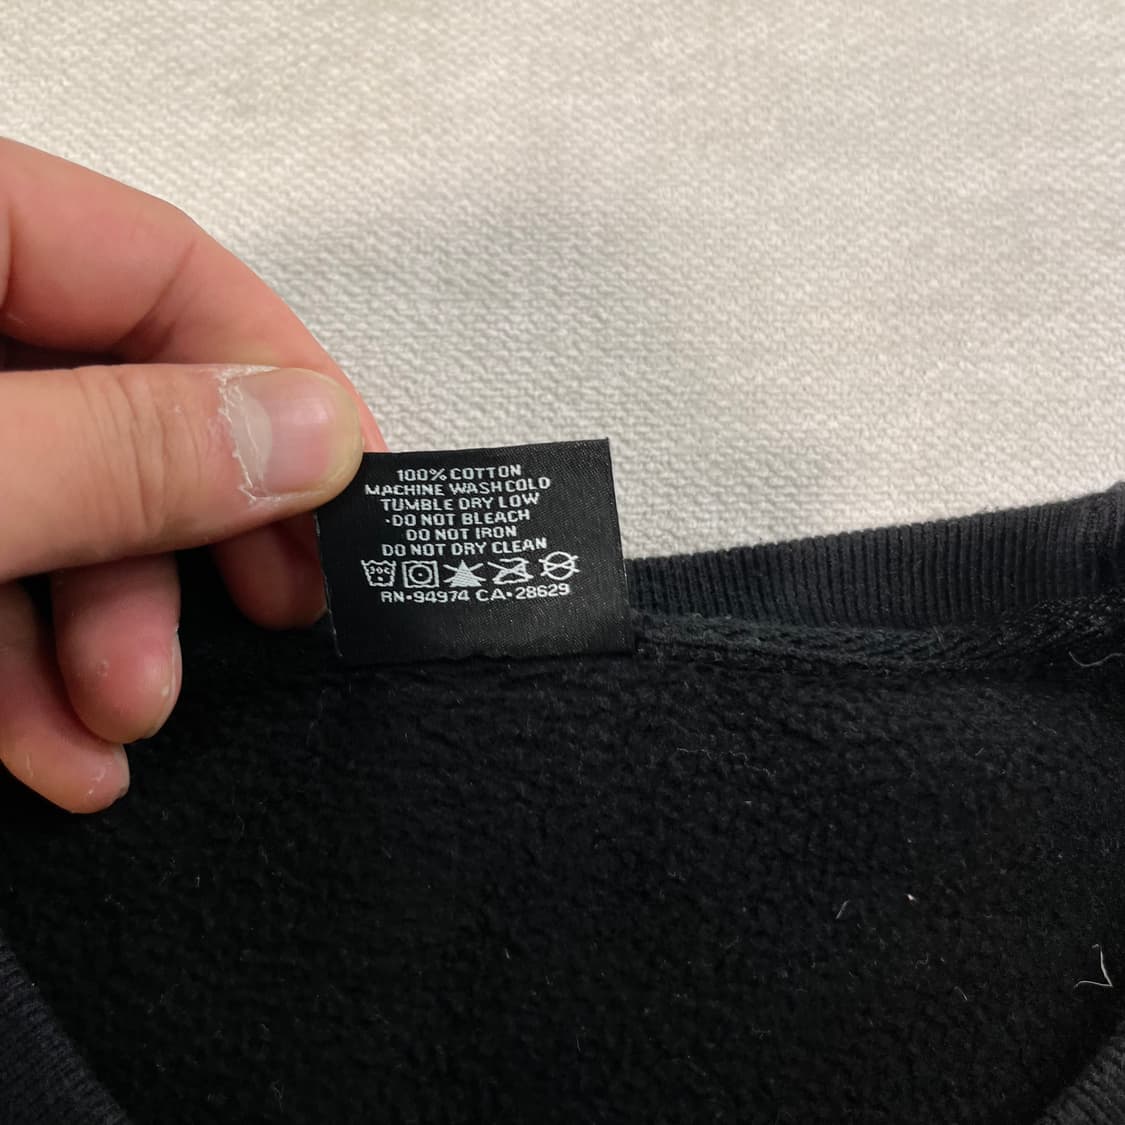 100% COTTON
MACHINE WASH COLD
TUMBLE DRY LOW
·DO NOT BLEACH
DO NOT IRON
DO NOT DRY CLEAN
30C
RN·94974 CA·28629